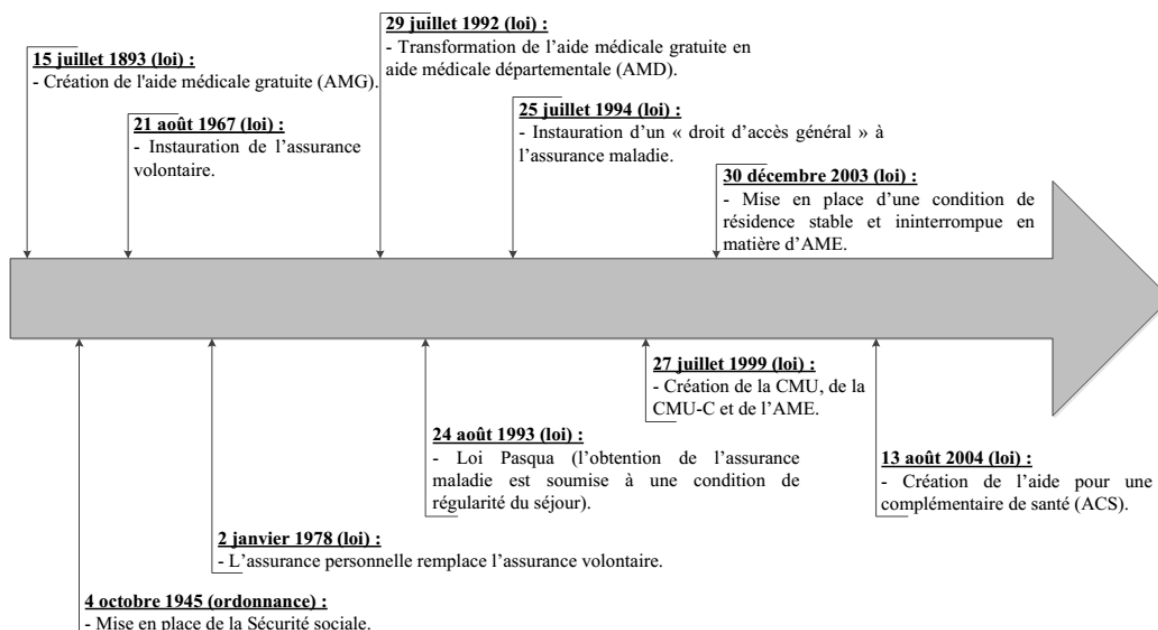 29 juillet 1992 (loi) :
- Transformation de l'aide médicale gratuite en
aide médicale départementale (AMD).
15 juillet 1893 (loi) :
- Création de l'aide médicale gratuite (AMG).
25 juillet 1994 (loi) :
- Instauration d'un « droit d'accès général » à
l'assurance maladie.
21 août 1967 (loi) :
- Instauration de l'assurance
volontaire.
30 décembre 2003 (loi) :
- Mise en place d'une condition de
résidence stable et ininterrompue en
matière d'AME.
27 juillet 1999 (loi) :
- Création de la CMU, de la
CMU-C et de l'AME.
24 août 1993 (loi) :
- Loi Pasqua (l'obtention de l'assurance
maladie est soumise à une condition de
régularité du séjour).
13 août 2004 (loi) :
- Création de l'aide pour une
complémentaire de santé (ACS).
2 janvier 1978 (loi) :
- L'assurance personnelle remplace l'assurance volontaire.
4 octobre 1945 (ordonnance) :
- Mise en place de la Sécurité sociale.